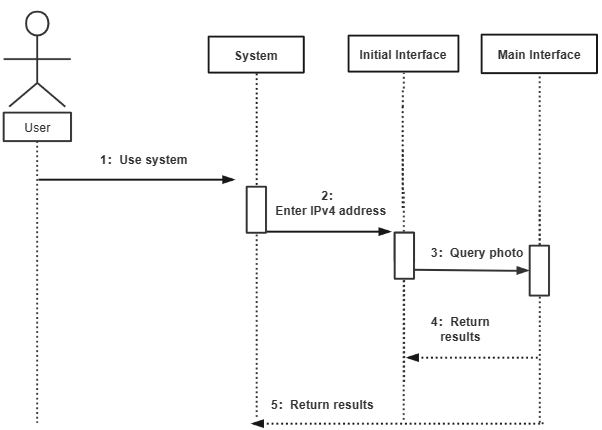 System
Initial Interface
Main Interface
User
1: Use system
2:
Enter IPv4 address
3: Query photo
4: Return
results
5: Return results